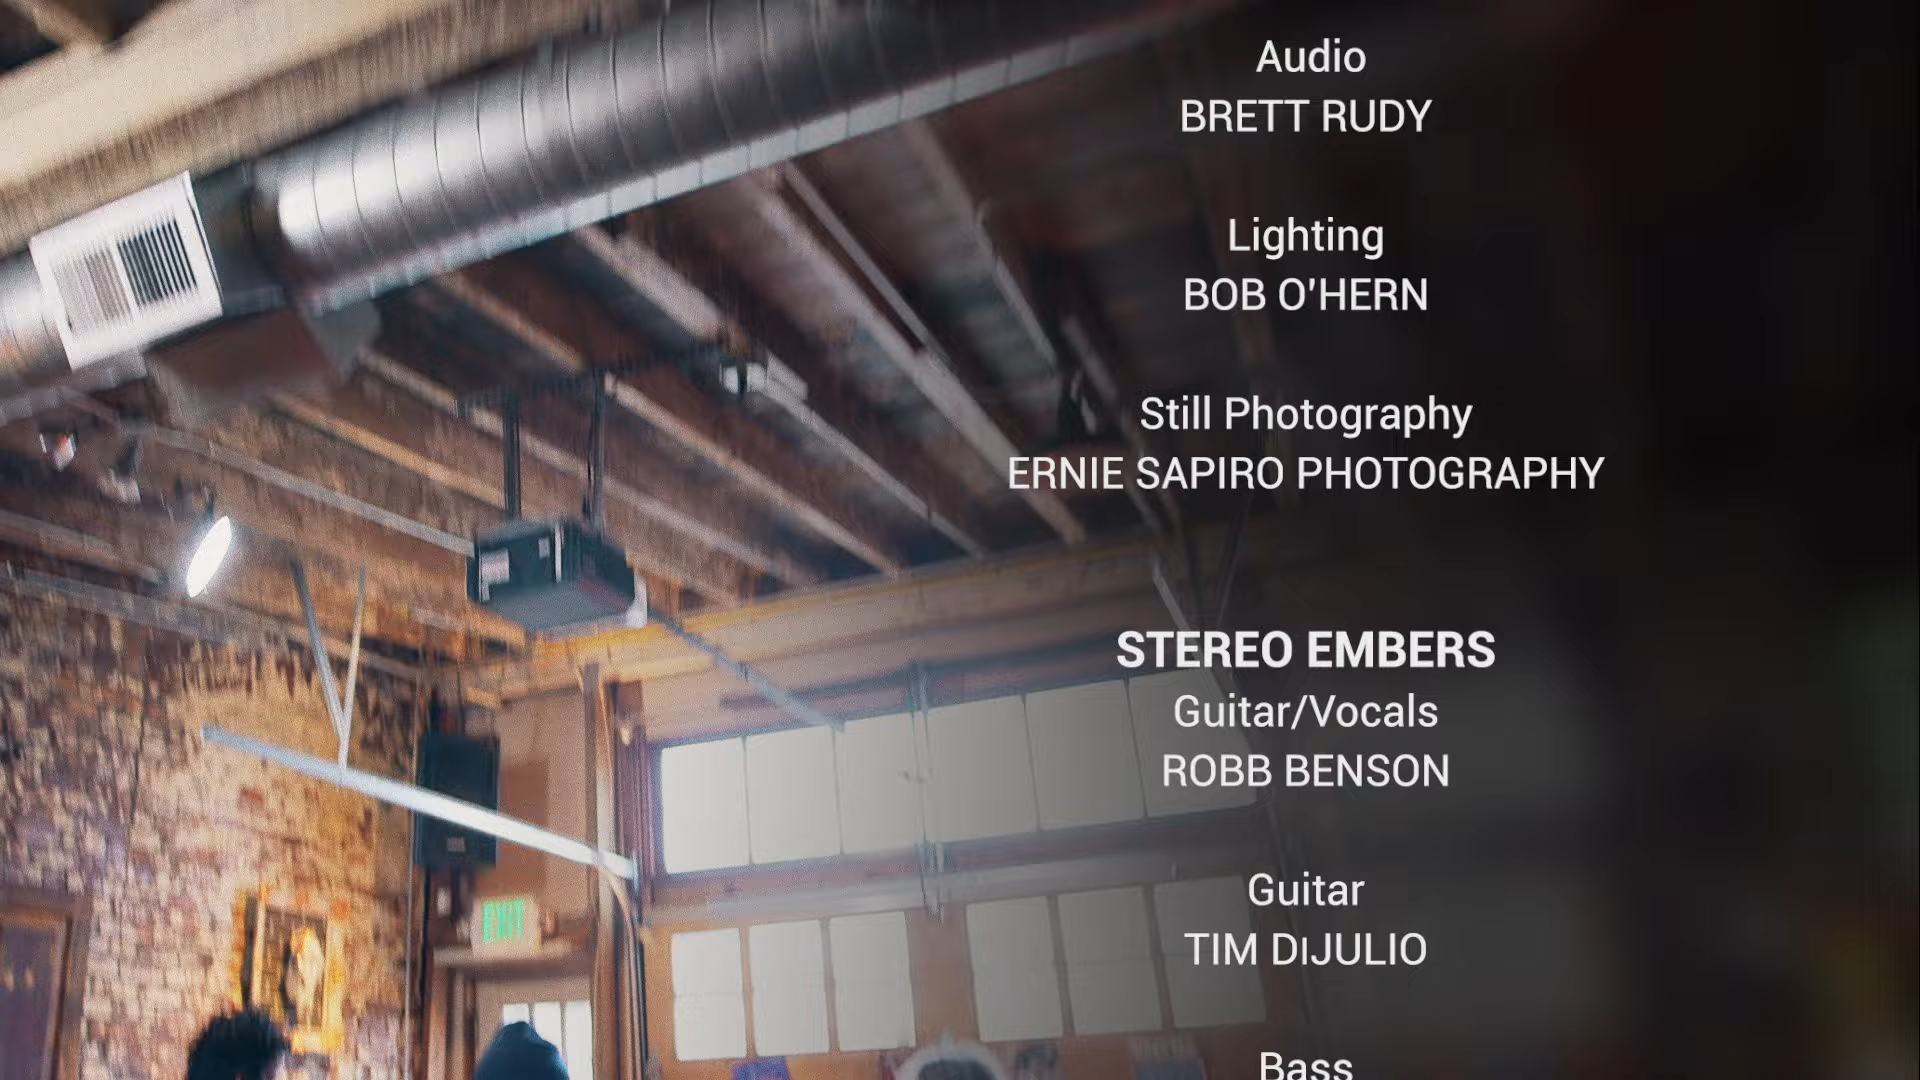 Audio
BRETT RUDY
Lighting
BOB O'HERN
Still Photography
ERNIE SAPIRO PHOTOGRAPHY
STEREO EMBERS
Guitar/Vocals
ROBB BENSON
Guitar
TIM DiJULIO
Bass
EXIT